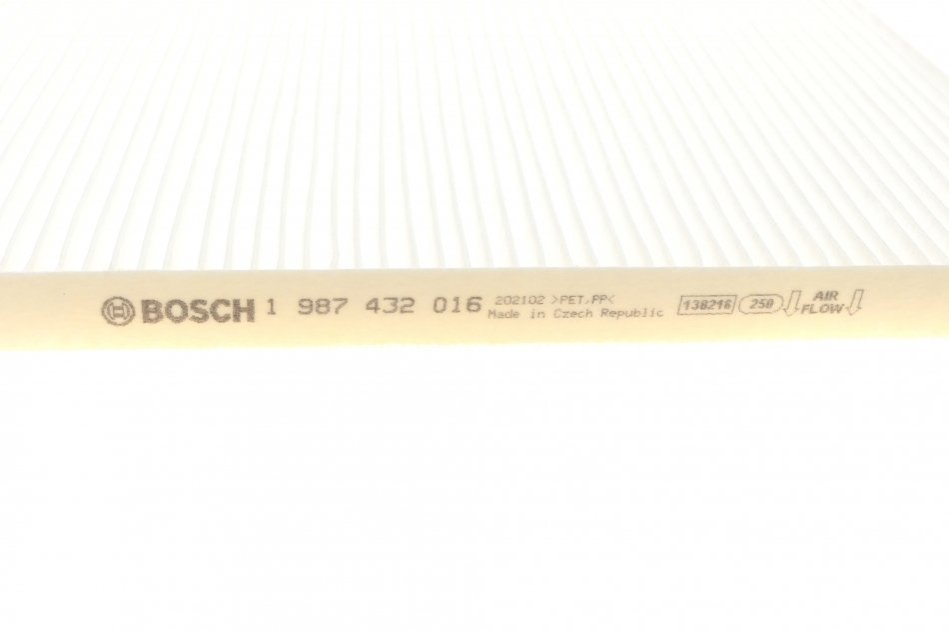 BOSCH 1 987 432 016 202102 >PET,PP<
Made in Czech Republic
138216 250 AIR
FLOW